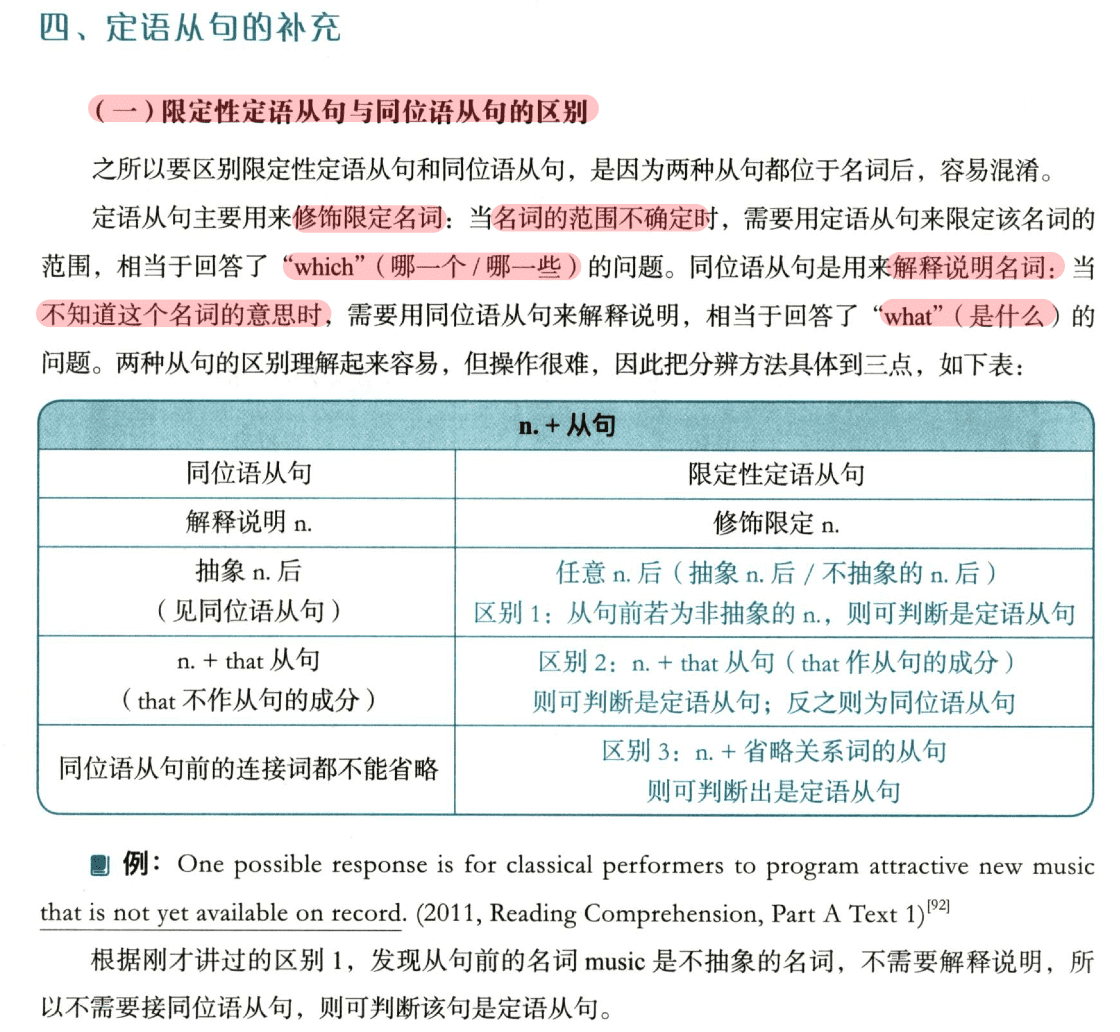 四、定语从句的补充
（一）限定性定语从句与同位语从句的区别
之所以要区别限定性定语从句和同位语从句，是因为两种从句都位于名词后，容易混淆。
定语从句主要用来修饰限定名词：当名词的范围不确定时，需要用定语从句来限定该名词的
范围，相当于回答了“which”（哪一个 / 哪一些）的问题。同位语从句是用来解释说明名词：当
不知道这个名词的意思时，需要用同位语从句来解释说明，相当于回答了“what”（是什么）的
问题。两种从句的区别理解起来容易，但操作很难，因此把分辨方法具体到三点，如下表：
n. + 从句
同位语从句
限定性定语从句
解释说明 n.
修饰限定 n.
抽象 n. 后
（见同位语从句）
任意 n. 后（抽象 n. 后 / 不抽象的 n. 后）
区别 1：从句前若为非抽象的 n.，则可判断是定语从句
n. + that 从句
（that 不作从句的成分）
区别 2：n. + that 从句（that 作从句的成分）
则可判断是定语从句；反之则为同位语从句
同位语从句前的连接词都不能省略
区别 3：n. + 省略关系词的从句
则可判断出是定语从句
例：One possible response is for classical performers to program attractive new music
that is not yet available on record. (2011, Reading Comprehension, Part A Text 1)[92]
根据刚才讲过的区别 1，发现从句前的名词 music 是不抽象的名词，不需要解释说明，所
以不需要接同位语从句，则可判断该句是定语从句。